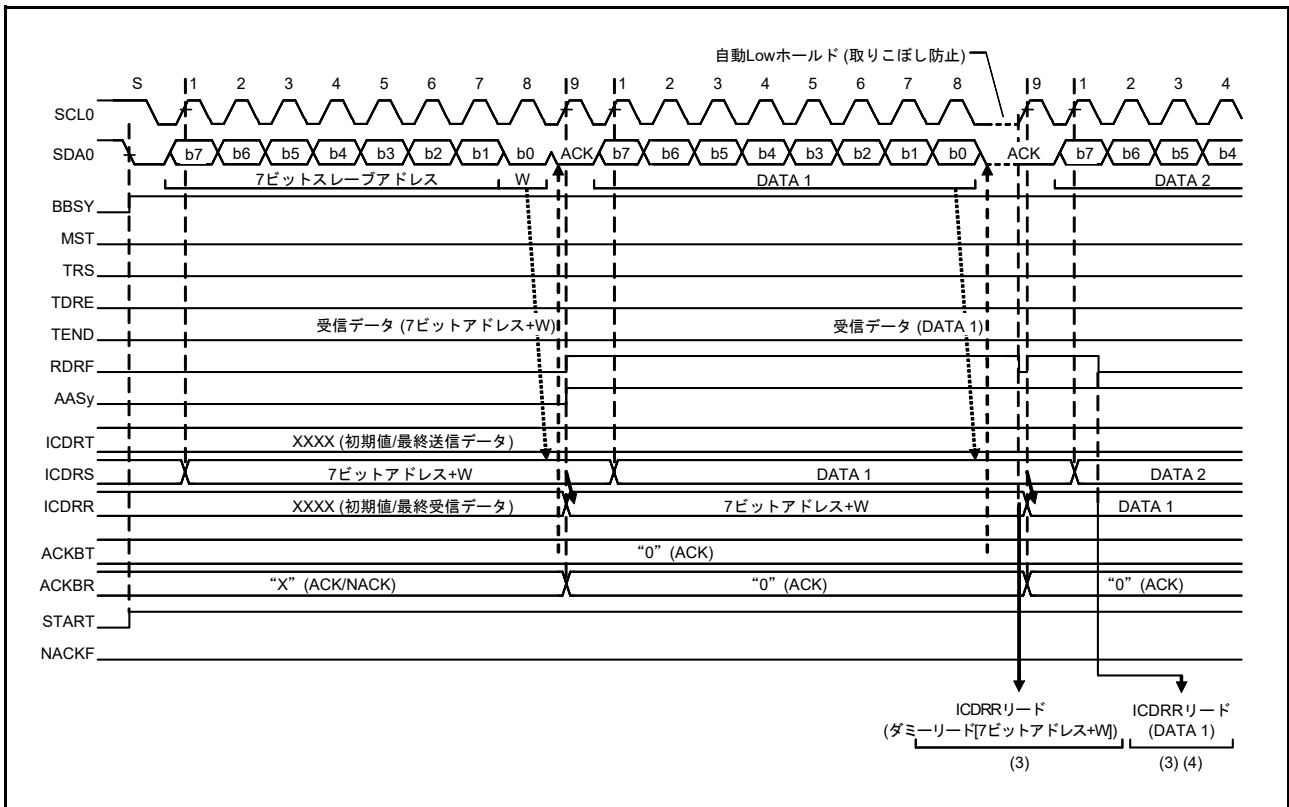 自動Lowホールド (取りこぼし防止)
S 1 2 3 4 5 6 7 8 9 1 2 3 4 5 6 7 8 9 1 2 3 4
SCL0
SDA0 b7 b6 b5 b4 b3 b2 b1 b0 ACK b7 b6 b5 b4 b3 b2 b1 b0 ACK b7 b6 b5 b4
7ビットスレーブアドレス W DATA 1 DATA 2
BBSY
MST
TRS
TDRE
TEND 受信データ (7ビットアドレス+W) 受信データ (DATA 1)
RDRF
AASy
ICDRT XXXX (初期値/最終送信データ)
ICDRS 7ビットアドレス+W DATA 1 DATA 2
ICDRR XXXX (初期値/最終受信データ) 7ビットアドレス+W DATA 1
ACKBT “0” (ACK)
ACKBR “X” (ACK/NACK) “0” (ACK) “0” (ACK)
START
NACKF
ICDRRリード ICDRRリード
(ダミーリード[7ビットアドレス+W]) (DATA 1)
(3) (3) (4)